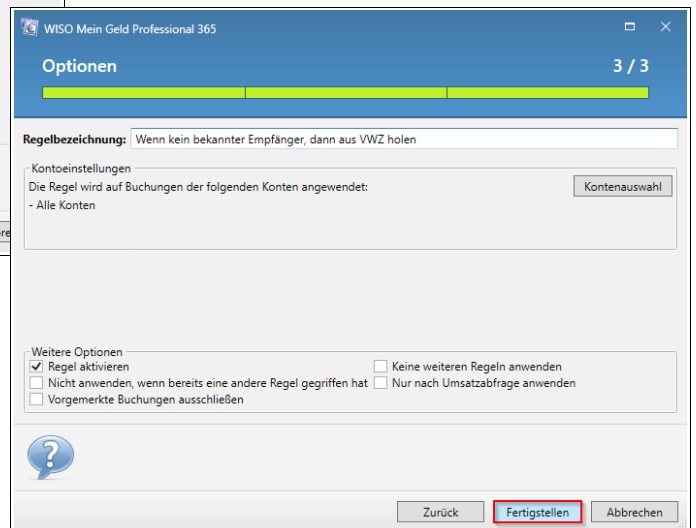 WISO Mein Geld Professional 365
Optionen 3 / 3
Regelbezeichnung: Wenn kein bekannter Empfänger, dann aus VWZ holen
Kontoeinstellungen
Die Regel wird auf Buchungen der folgenden Konten angewendet: Kontenauswahl
- Alle Konten
Weitere Optionen
Regel aktivieren Keine weiteren Regeln anwenden
Nicht anwenden, wenn bereits eine andere Regel gegriffen hat Nur nach Umsatzabfrage anwenden
Vorgemerkte Buchungen ausschließen
Zurück Fertigstellen Abbrechen